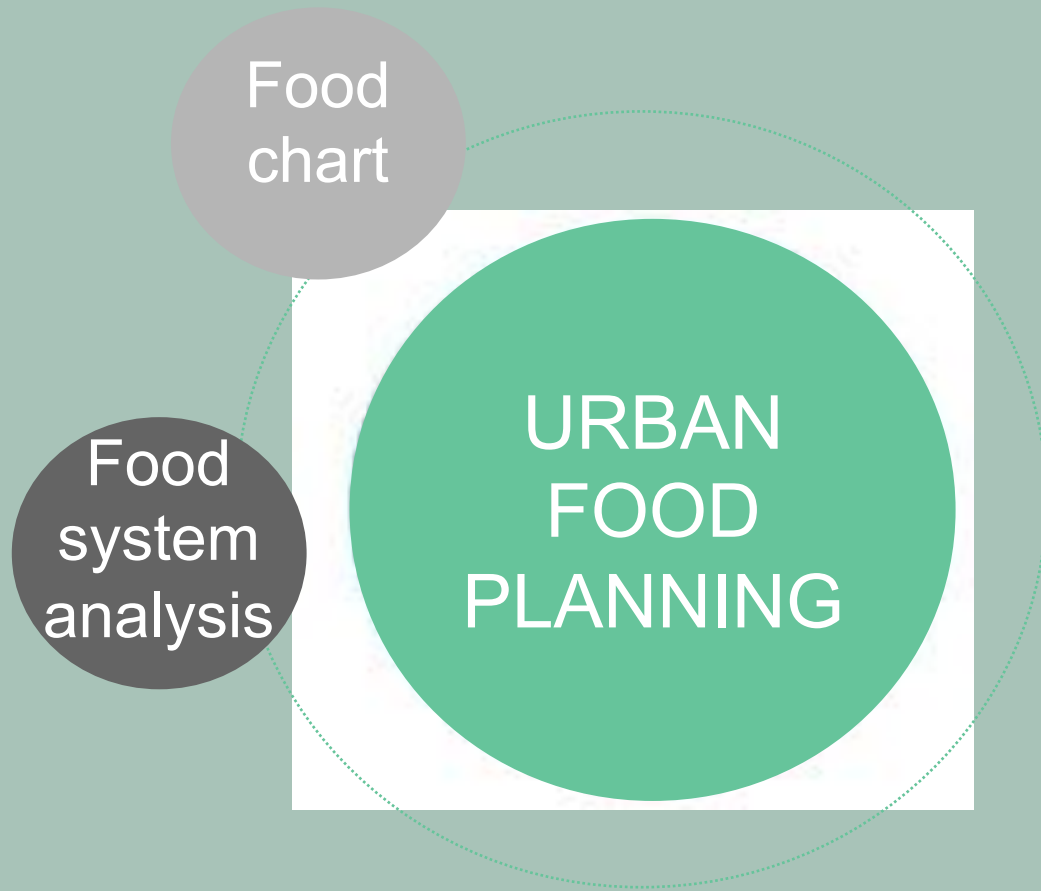 Food
chart
URBAN
FOOD
PLANNING
Food
system
analysis